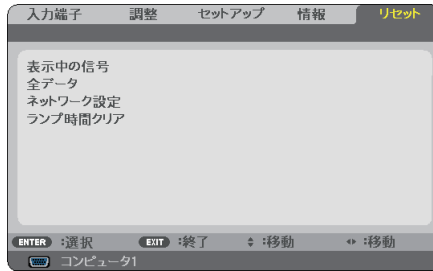 入力端子 調整 セットアップ 情報 リセット
表示中の信号
全データ
ネットワーク設定
ランプ時間クリア
ENTER :選択 EXIT :終了 :移動 :移動
コンピュータ1